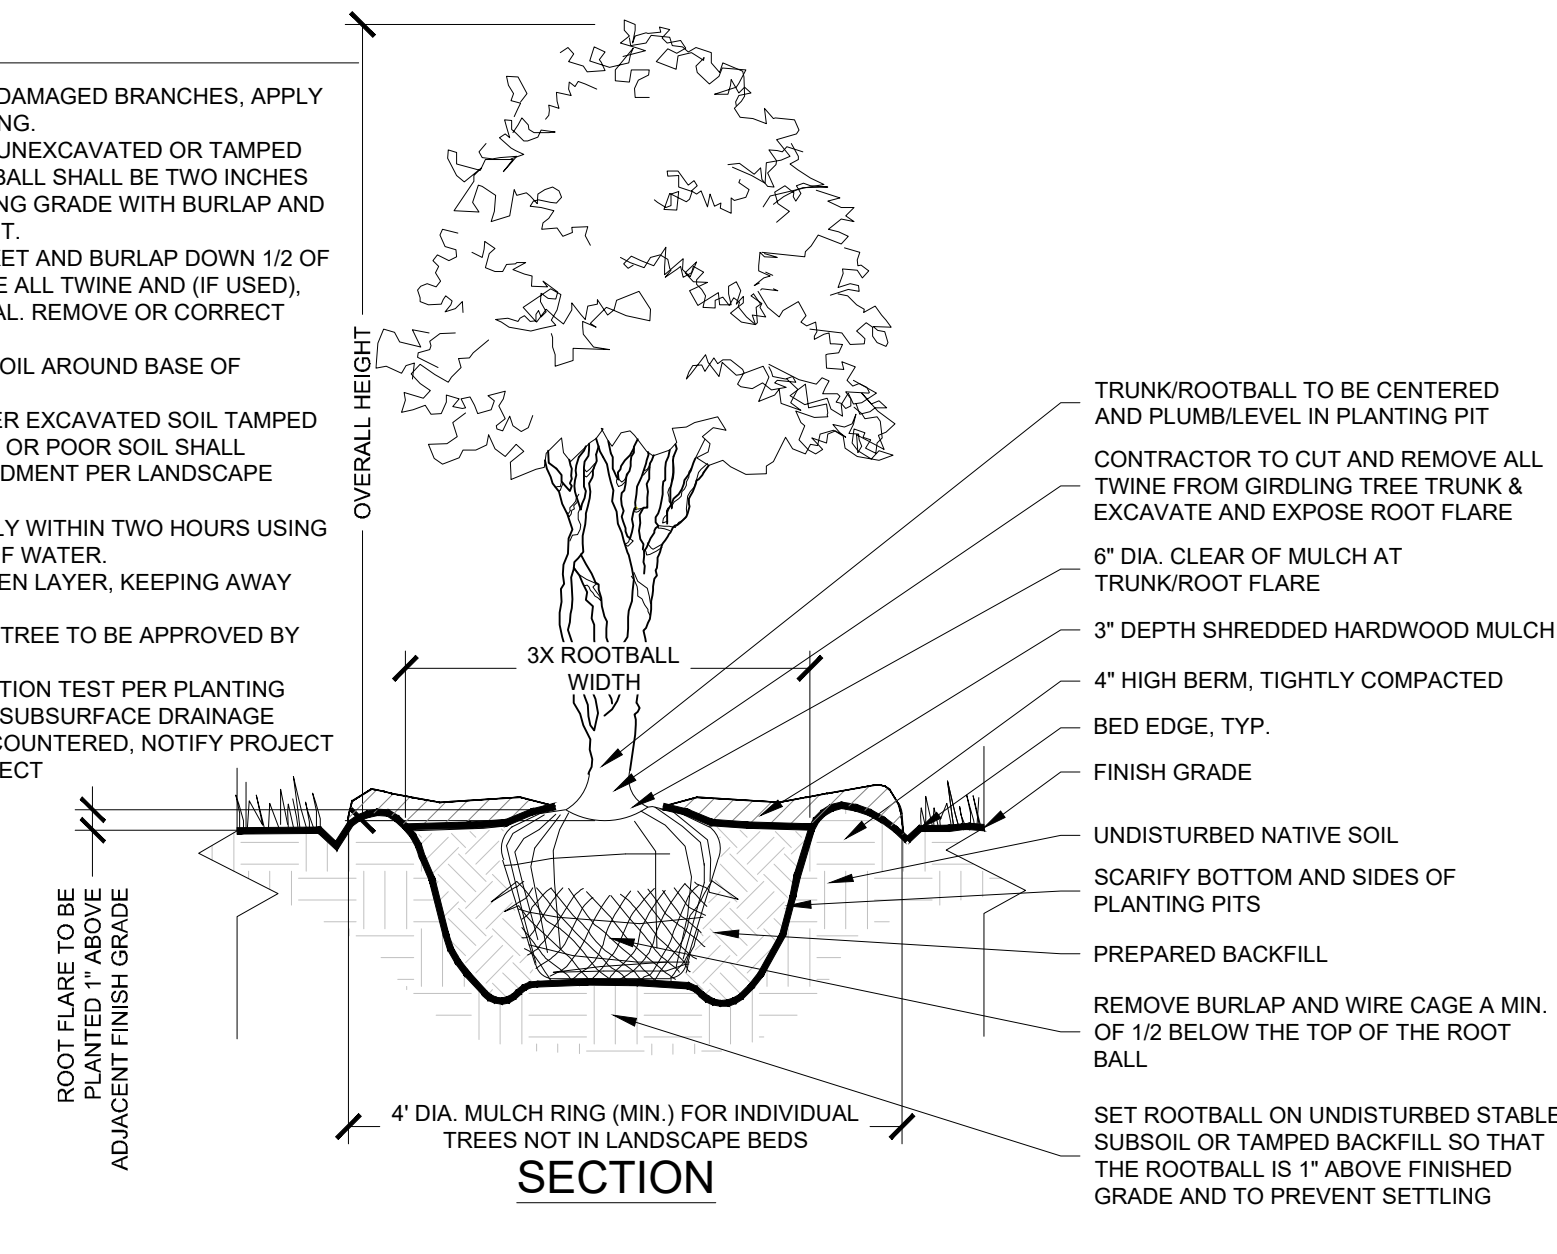 DAMAGED BRANCHES, APPLY
NG.
UNEXCAVATED OR TAMPED
BALL SHALL BE TWO INCHES
NG GRADE WITH BURLAP AND
T.
ET AND BURLAP DOWN 1/2 OF
E ALL TWINE AND (IF USED),
AL. REMOVE OR CORRECT
OIL AROUND BASE OF
ER EXCAVATED SOIL TAMPED
OR POOR SOIL SHALL
DMENT PER LANDSCAPE
LY WITHIN TWO HOURS USING
F WATER.
EN LAYER, KEEPING AWAY
TREE TO BE APPROVED BY
TION TEST PER PLANTING
SUBSURFACE DRAINAGE
COUNTERED, NOTIFY PROJECT
ECT
OVERALL HEIGHT
3X ROOTBALL
WIDTH
TRUNK/ROOTBALL TO BE CENTERED
AND PLUMB/LEVEL IN PLANTING PIT
CONTRACTOR TO CUT AND REMOVE ALL
TWINE FROM GIRDLING TREE TRUNK &
EXCAVATE AND EXPOSE ROOT FLARE
6" DIA. CLEAR OF MULCH AT
TRUNK/ROOT FLARE
3" DEPTH SHREDDED HARDWOOD MULCH
4" HIGH BERM, TIGHTLY COMPACTED
BED EDGE, TYP.
FINISH GRADE
UNDISTURBED NATIVE SOIL
SCARIFY BOTTOM AND SIDES OF
PLANTING PITS
PREPARED BACKFILL
REMOVE BURLAP AND WIRE CAGE A MIN.
OF 1/2 BELOW THE TOP OF THE ROOT
BALL
SET ROOTBALL ON UNDISTURBED STABLE
SUBSOIL OR TAMPED BACKFILL SO THAT
THE ROOTBALL IS 1" ABOVE FINISHED
GRADE AND TO PREVENT SETTLING
ROOT FLARE TO BE
PLANTED 1" ABOVE
ADJACENT FINISH GRADE
4' DIA. MULCH RING (MIN.) FOR INDIVIDUAL
TREES NOT IN LANDSCAPE BEDS
SECTION